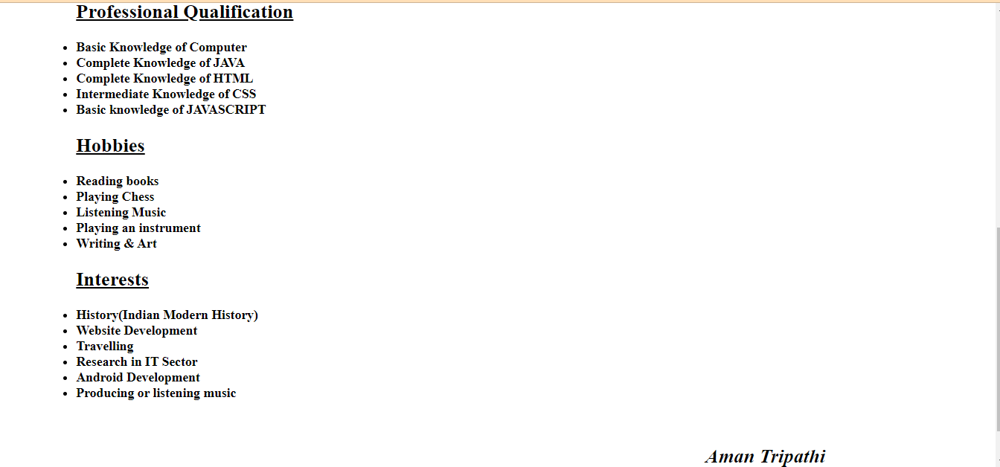 Professional Qualification
Basic Knowledge of Computer
Complete Knowledge of JAVA
Complete Knowledge of HTML
Intermediate Knowledge of CSS
Basic knowledge of JAVASCRIPT
Hobbies
Reading books
Playing Chess
Listening Music
Playing an instrument
Writing & Art
Interests
History(Indian Modern History)
Website Development
Travelling
Research in IT Sector
Android Development
Producing or listening music
Aman Tripathi